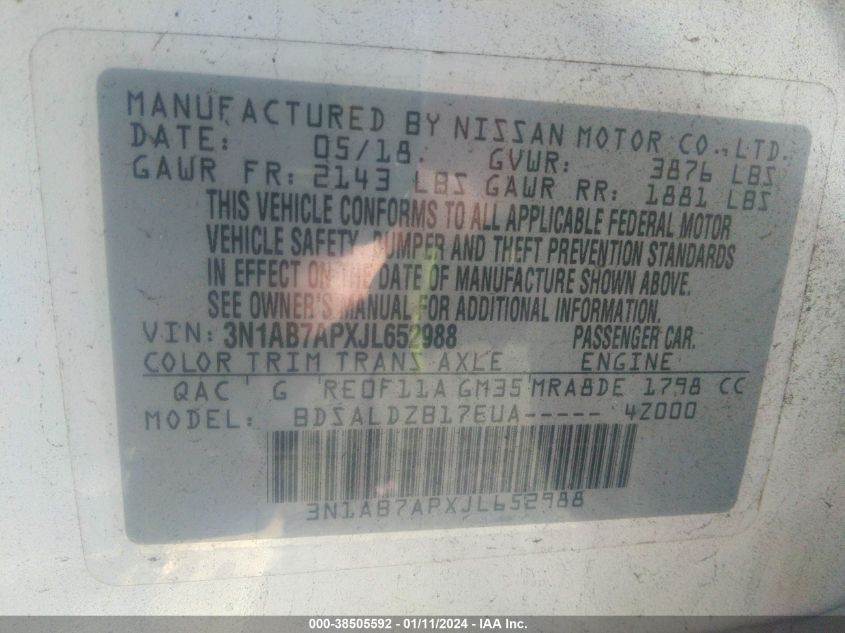 MANUFACTURED BY NISSAN MOTOR CO.,LTD.
DATE: 05/18. GVWR: 3876 LBS
GAWR FR: 2143 LBS GAWR RR: 1881 LBS
THIS VEHICLE CONFORMS TO ALL APPLICABLE FEDERAL MOTOR
VEHICLE SAFETY, BUMPER AND THEFT PREVENTION STANDARDS
IN EFFECT ON THE DATE OF MANUFACTURE SHOWN ABOVE.
SEE OWNER'S MANUAL FOR ADDITIONAL INFORMATION.
VIN: 3N1AB7APXJL652988 PASSENGER CAR.
COLOR TRIM TRANS AXLE ENGINE
QAC G RE0F11A GM35 MRA8DE 1798 CC
MODEL: BDSALDZB17EUA----- 4Z000
3N1AB7APXJL652988
000-38505592 - 01/11/2024 - IAA Inc.